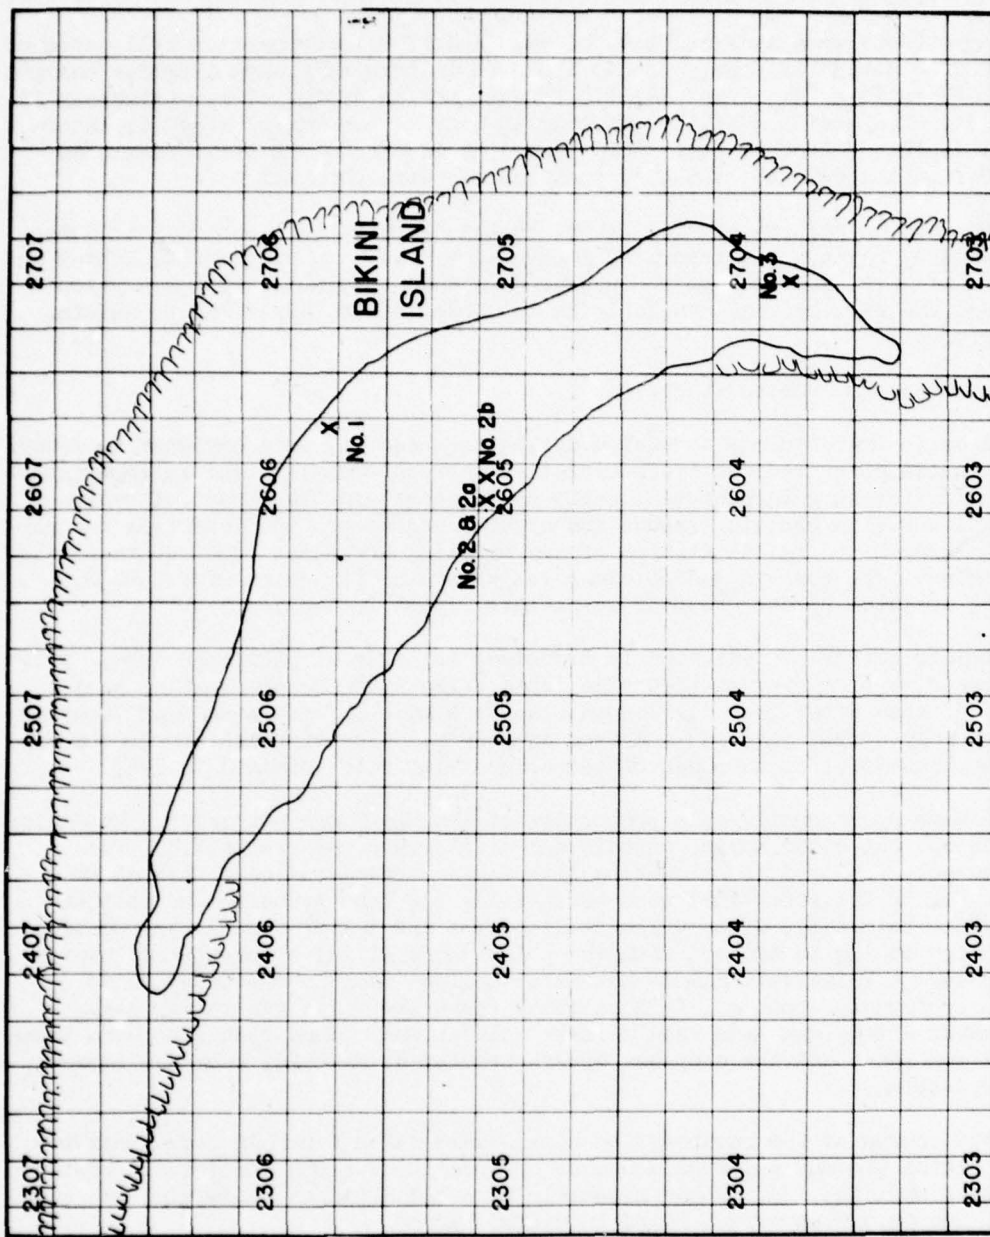 2307 2407 2507 2607 2707
2306 2406 2506 2606 2706
X
No. 1
BIKINI
ISLAND
No. 2 & 2a
X X No. 2b
2305 2405 2505 2605 2705
2304 2404 2504 2604 2704
No. 3
X
2303 2403 2503 2603 2703